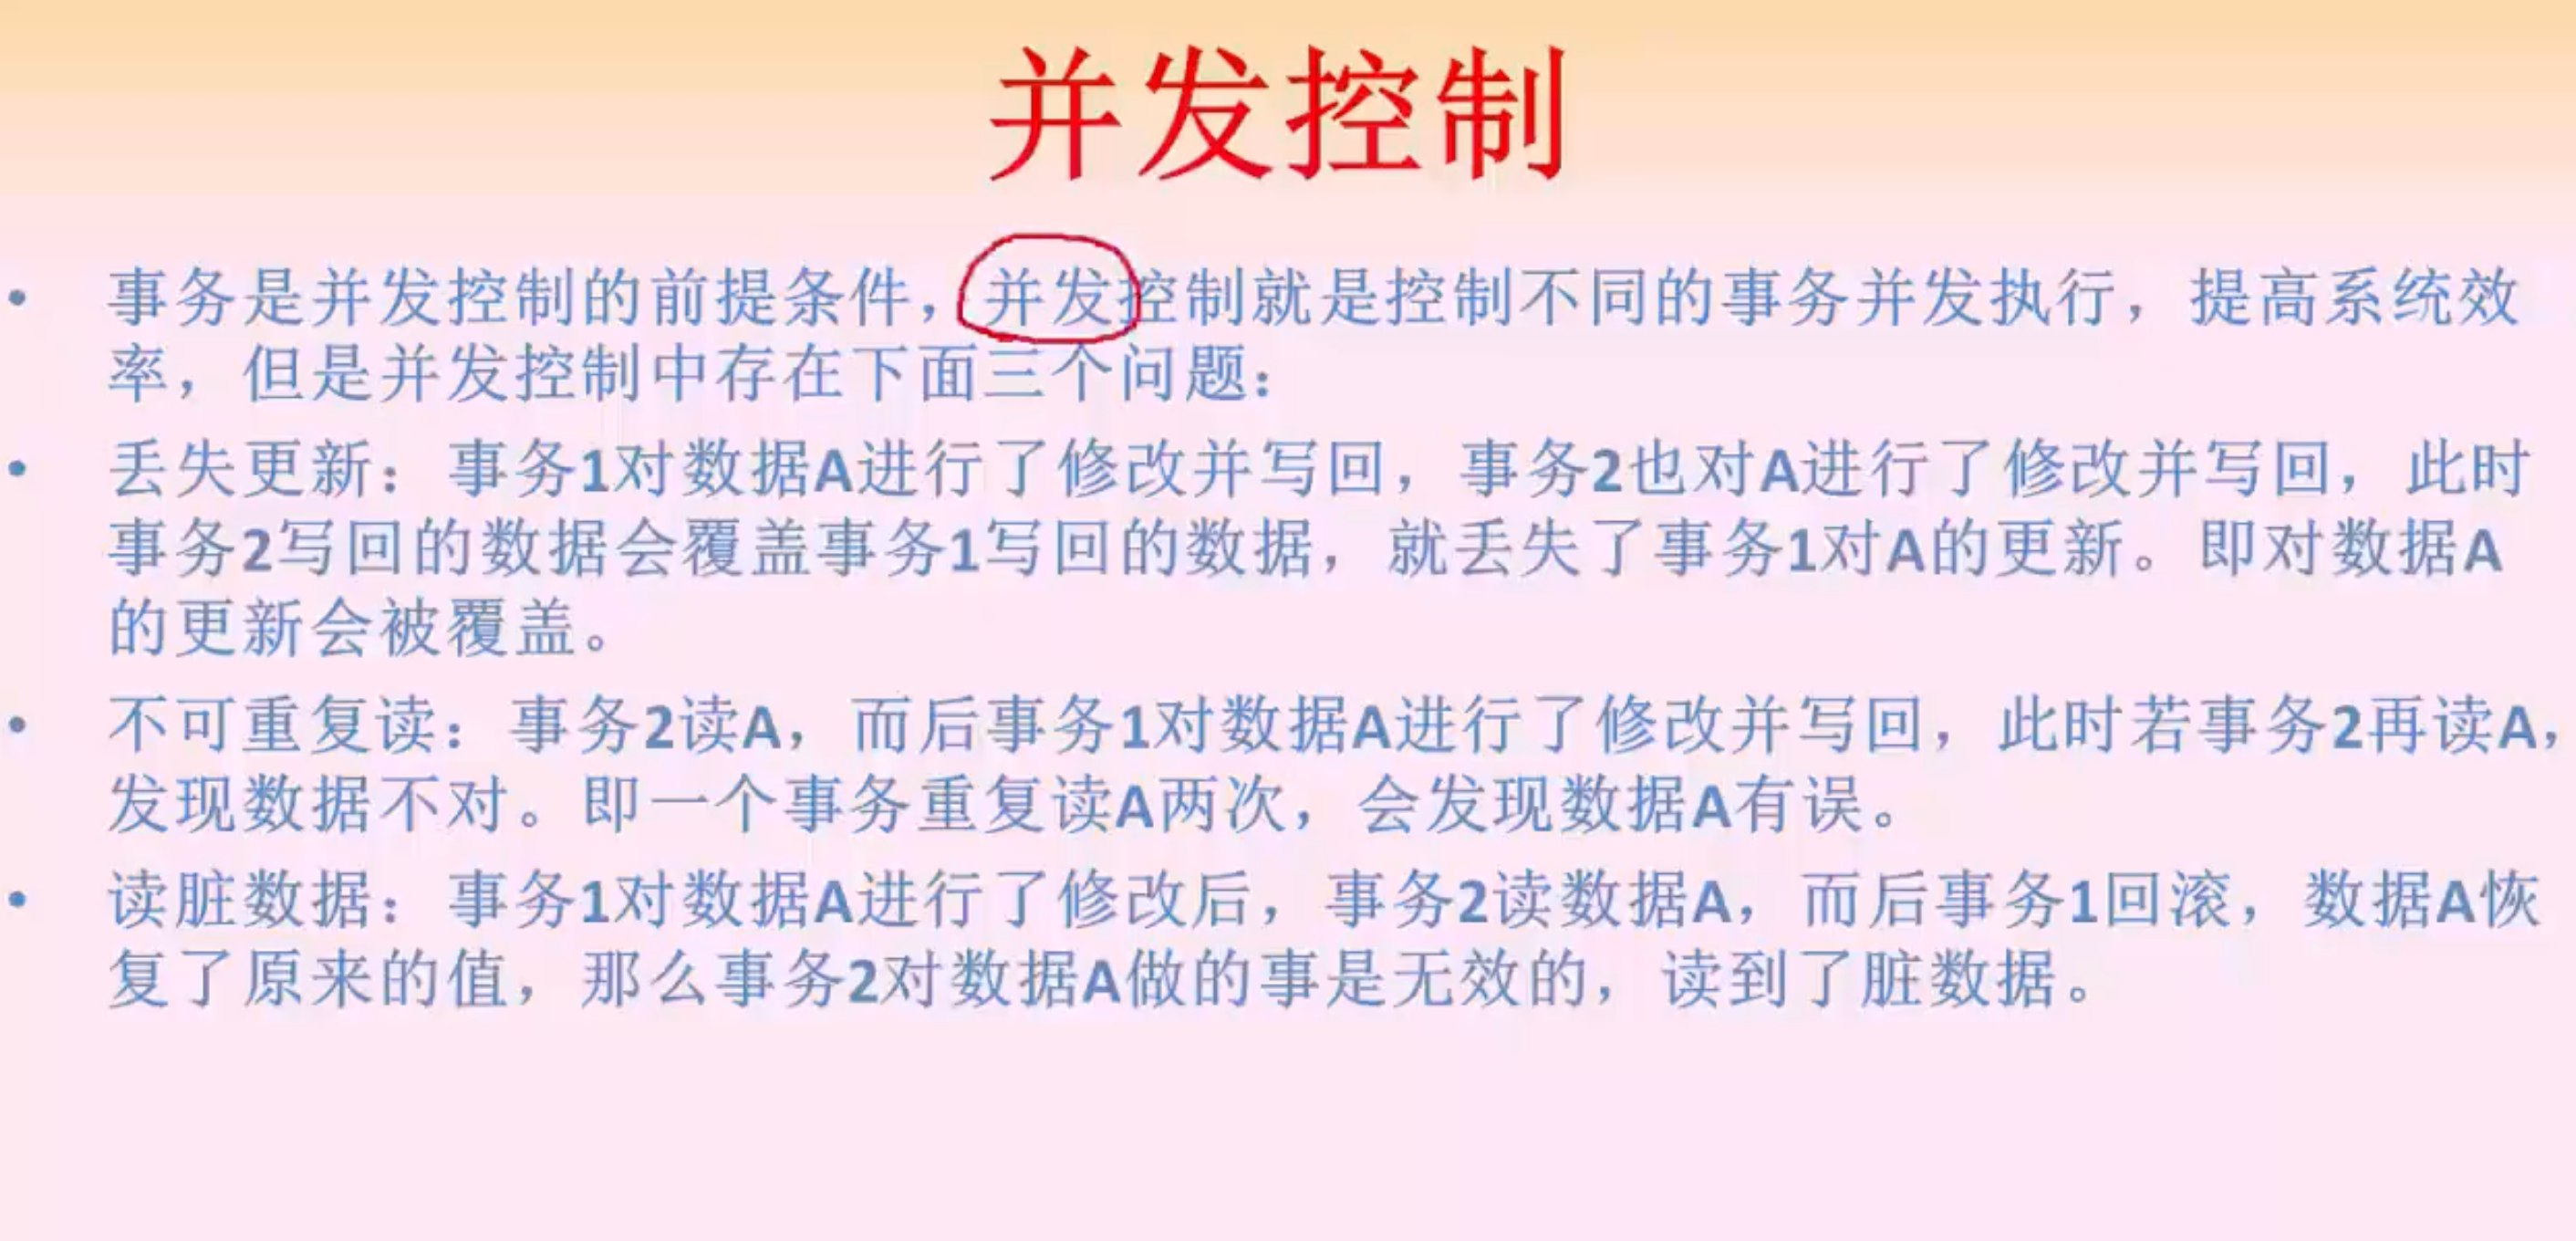 并发控制
• 事务是并发控制的前提条件，并发控制就是控制不同的事务并发执行，提高系统效
率，但是并发控制中存在下面三个问题：
• 丢失更新：事务1对数据A进行了修改并写回，事务2也对A进行了修改并写回，此时
事务2写回的数据会覆盖事务1写回的数据，就丢失了事务1对A的更新。即对数据A
的更新会被覆盖。
• 不可重复读：事务2读A，而后事务1对数据A进行了修改并写回，此时若事务2再读A，
发现数据不对。即一个事务重复读A两次，会发现数据A有误。
• 读脏数据：事务1对数据A进行了修改后，事务2读数据A，而后事务1回滚，数据A恢
复了原来的值，那么事务2对数据A做的事是无效的，读到了脏数据。